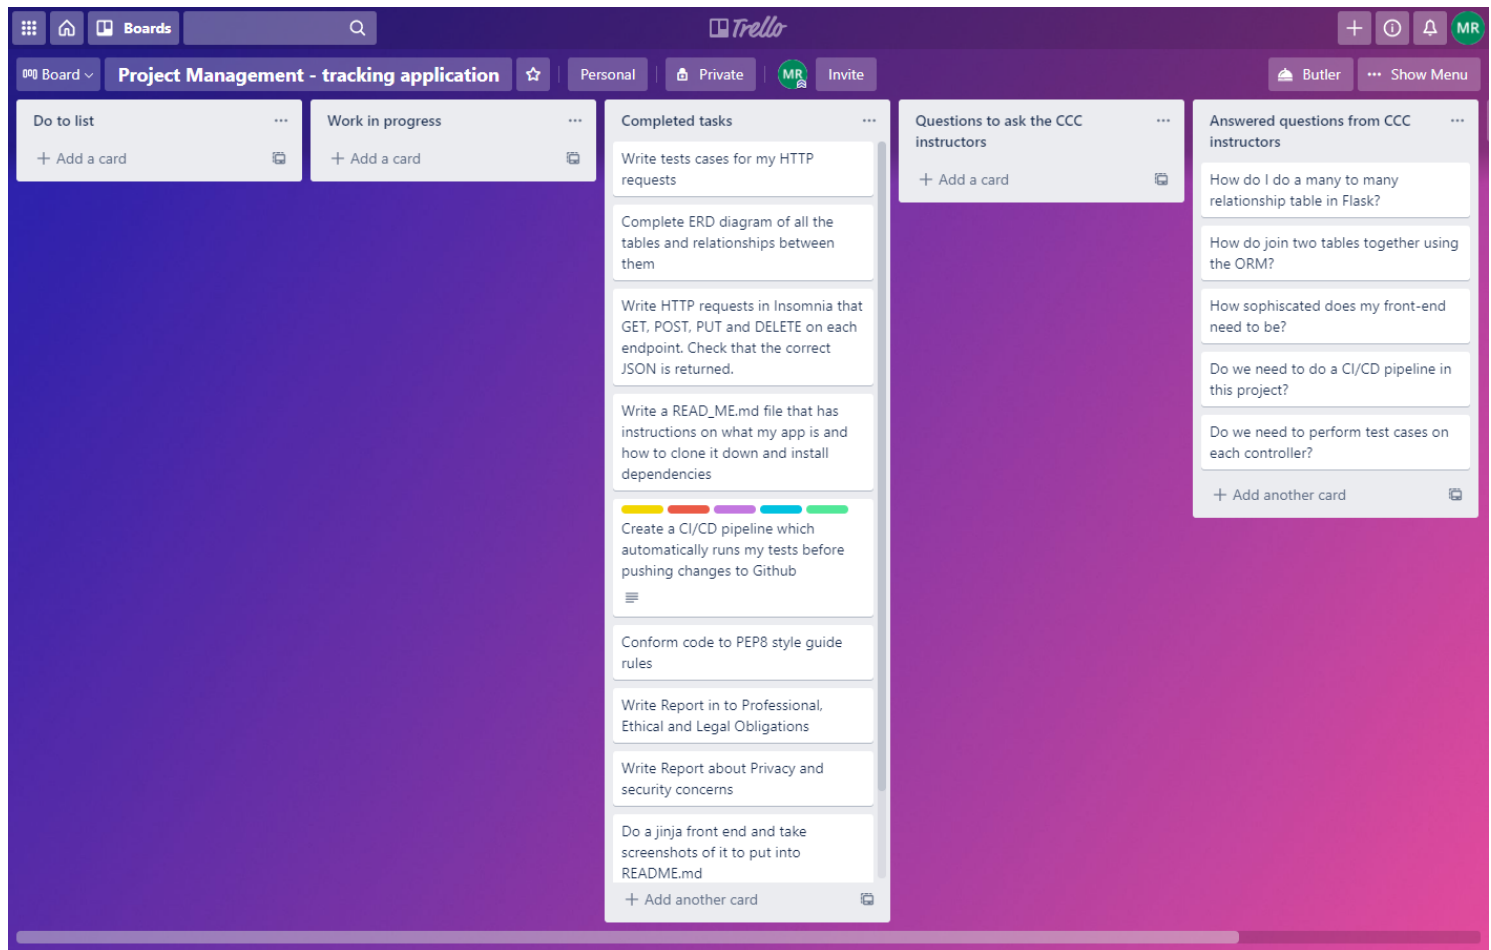 Boards
Trello
MR
Board
Project Management - tracking application
Personal
Private
MR
Invite
Butler
Show Menu
Do to list
Add a card
Work in progress
Add a card
Completed tasks
Write tests cases for my HTTP
requests
Complete ERD diagram of all the
tables and relationships between
them
Write HTTP requests in Insomnia that
GET, POST, PUT and DELETE on each
endpoint. Check that the correct
JSON is returned.
Write a READ_ME.md file that has
instructions on what my app is and
how to clone it down and install
dependencies
Create a CI/CD pipeline which
automatically runs my tests before
pushing changes to Github
Conform code to PEP8 style guide
rules
Write Report in to Professional,
Ethical and Legal Obligations
Write Report about Privacy and
security concerns
Do a jinja front end and take
screenshots of it to put into
README.md
Add another card
Questions to ask the CCC
instructors
Add a card
Answered questions from CCC
instructors
How do I do a many to many
relationship table in Flask?
How do join two tables together using
the ORM?
How sophiscated does my front-end
need to be?
Do we need to do a CI/CD pipeline in
this project?
Do we need to perform test cases on
each controller?
Add another card